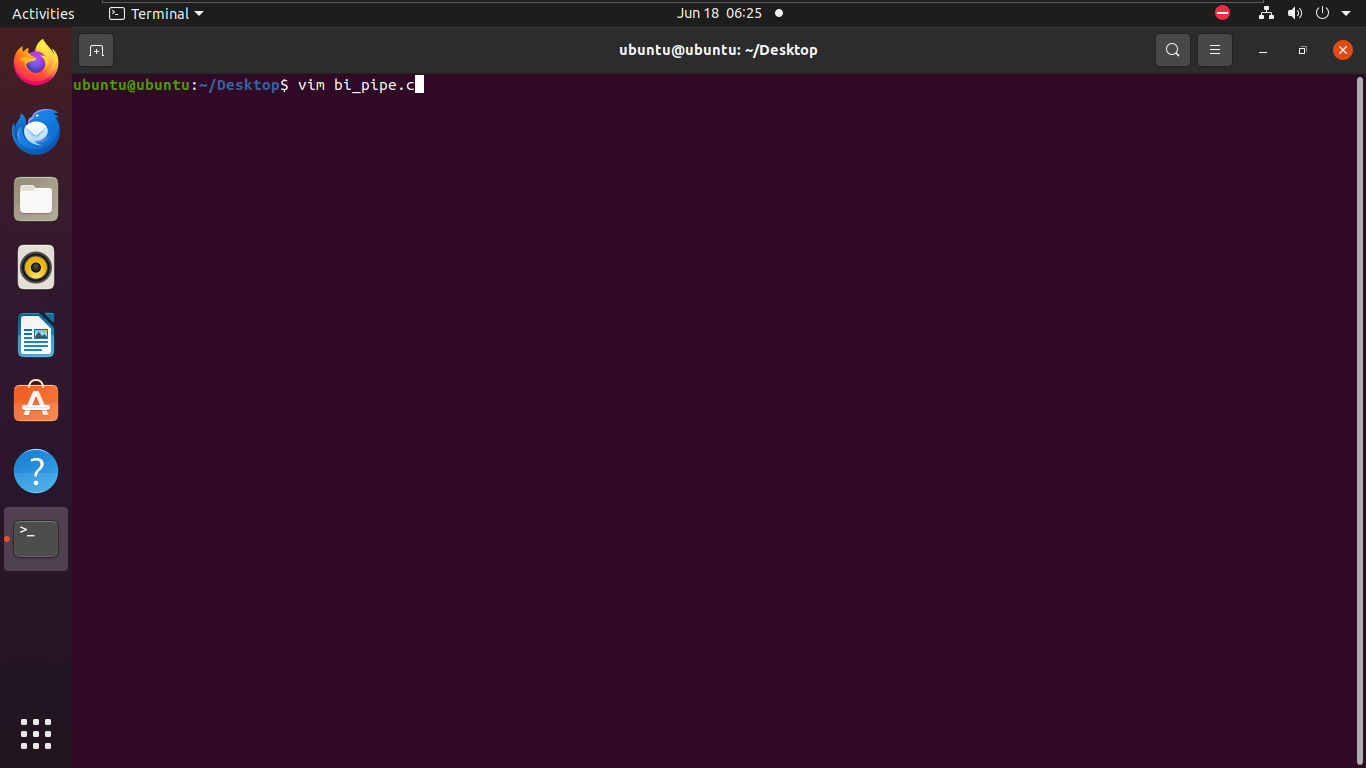 Activities
Terminal
Jun 18 06:25
ubuntu@ubuntu: ~/Desktop
ubuntu@ubuntu:~/Desktop$ vim bi_pipe.c